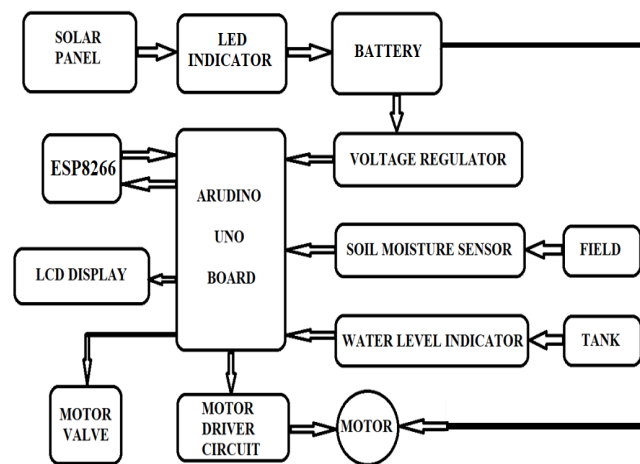 SOLAR
PANEL
LED
INDICATOR
BATTERY
ESP8266
ARUDINO
UNO
BOARD
VOLTAGE REGULATOR
LCD DISPLAY
SOIL MOISTURE SENSOR
FIELD
WATER LEVEL INDICATOR
TANK
MOTOR
VALVE
MOTOR
DRIVER
CIRCUIT
MOTOR